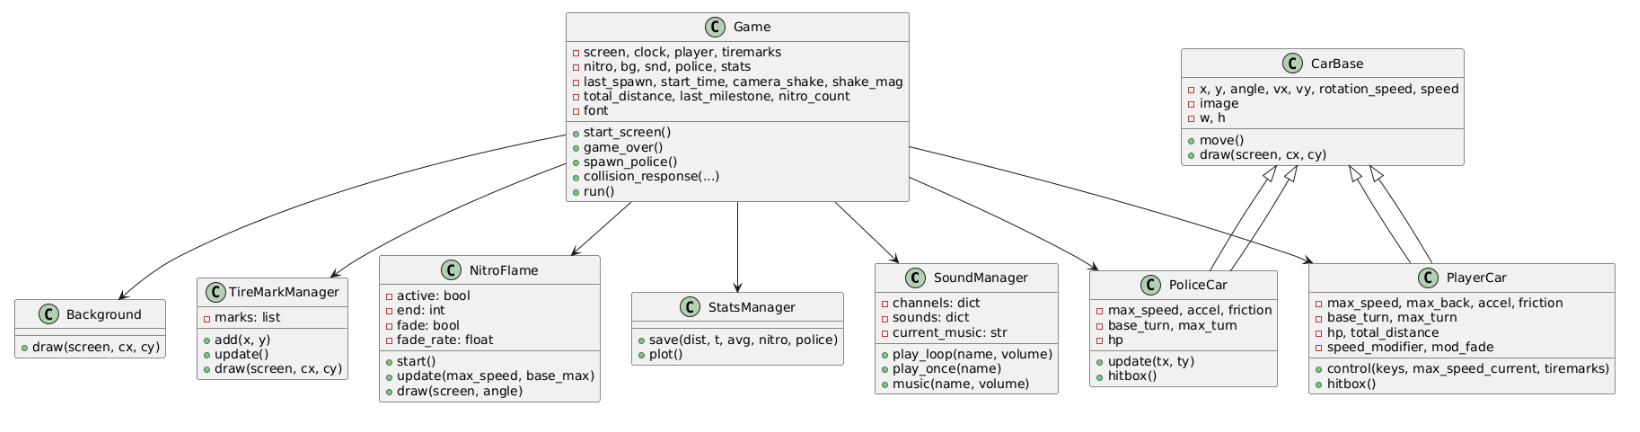 C Game
screen, clock, player, tiremarks
nitro, bg, snd, police, stats
last_spawn, start_time, camera_shake, shake_mag
total_distance, last_milestone, nitro_count
font
start_screen()
game_over()
spawn_police()
collision_response(...)
run()
C CarBase
x, y, angle, vx, vy, rotation_speed, speed
image
w, h
move()
draw(screen, cx, cy)
C Background
draw(screen, cx, cy)
C TireMarkManager
marks: list
add(x, y)
update()
draw(screen, cx, cy)
C NitroFlame
active: bool
end: int
fade: bool
fade_rate: float
start()
update(max_speed, base_max)
draw(screen, angle)
C StatsManager
save(dist, t, avg, nitro, police)
plot()
C SoundManager
channels: dict
sounds: dict
current_music: str
play_loop(name, volume)
play_once(name)
music(name, volume)
C PoliceCar
max_speed, accel, friction
base_turn, max_turn
hp
update(tx, ty)
hitbox()
C PlayerCar
max_speed, max_back, accel, friction
base_turn, max_turn
hp, total_distance
speed_modifier, mod_fade
control(keys, max_speed_current, tiremarks)
hitbox()